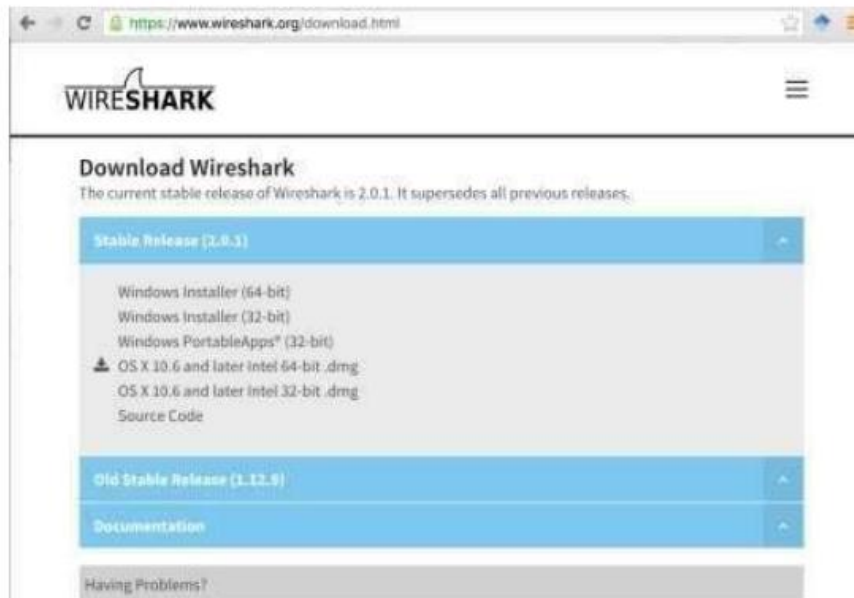 https://www.wireshark.org/download.html
WIRESHARK
Download Wireshark
The current stable release of Wireshark is 2.0.1. It supersedes all previous releases.
Stable Release (2.0.1)
Windows Installer (64-bit)
Windows Installer (32-bit)
Windows PortableApps® (32-bit)
OS X 10.6 and later Intel 64-bit .dmg
OS X 10.6 and later Intel 32-bit .dmg
Source Code
Old Stable Release (1.12.9)
Documentation
Having Problems?